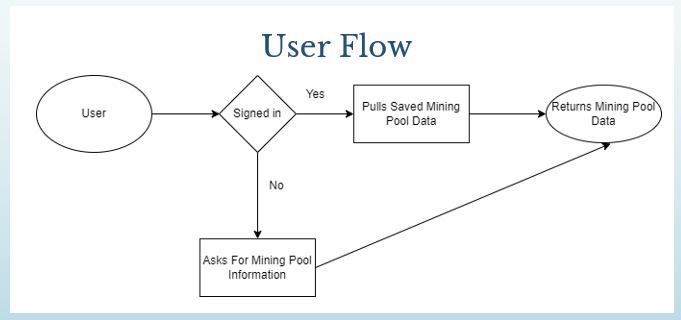 User Flow
User
Signed in
Yes
Pulls Saved Mining
Pool Data
Returns Mining Pool
Data
No
Asks For Mining Pool
Information